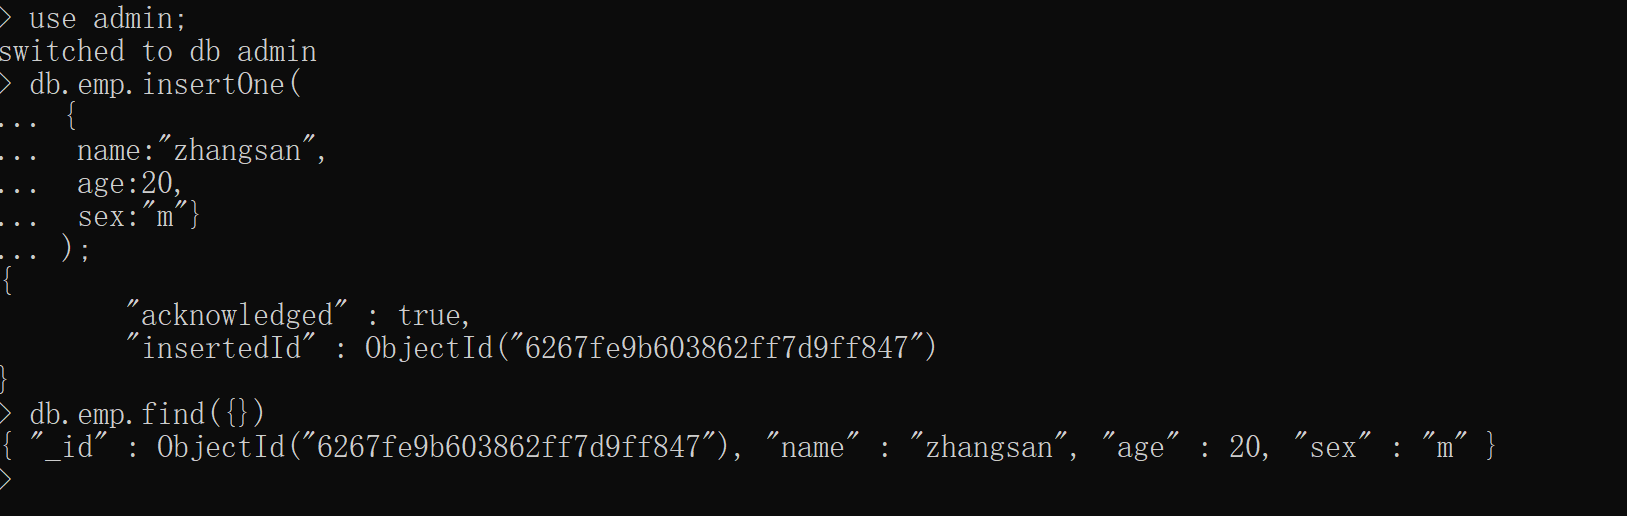 > use admin;
switched to db admin
> db.emp.insertOne(
... {
...  name:"zhangsan",
...  age:20,
...  sex:"m"}
... );
{
        "acknowledged" : true,
        "insertedId" : ObjectId("6267fe9b603862ff7d9ff847")
}
> db.emp.find({})
{ "_id" : ObjectId("6267fe9b603862ff7d9ff847"), "name" : "zhangsan", "age" : 20, "sex" : "m" }
>